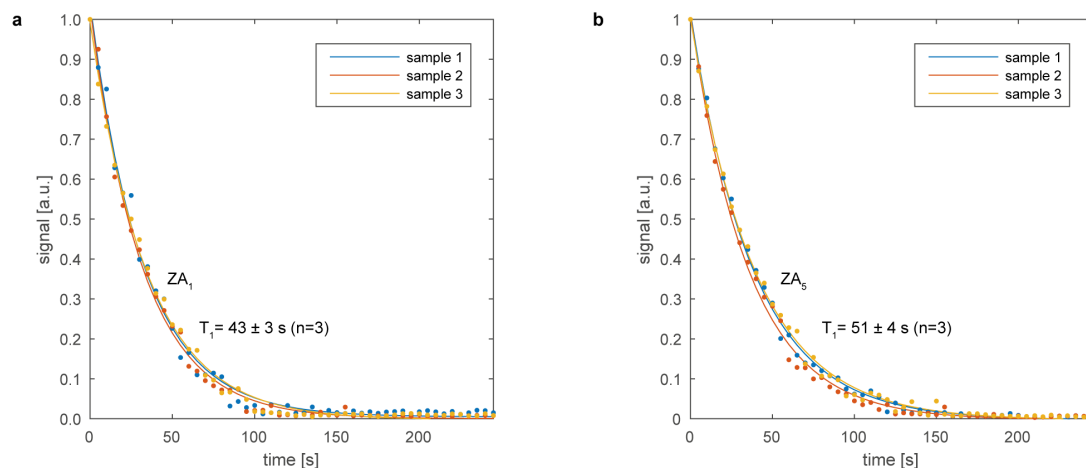 a
signal [a.u.]
1.0
0.9
0.8
0.7
0.6
0.5
0.4
0.3
0.2
0.1
0.0
sample 1
sample 2
sample 3
ZA1
T1= 43 ± 3 s (n=3)
0 50 100 150 200
time [s]
b
signal [a.u.]
1.0
0.9
0.8
0.7
0.6
0.5
0.4
0.3
0.2
0.1
0.0
sample 1
sample 2
sample 3
ZA5
T1= 51 ± 4 s (n=3)
0 50 100 150 200
time [s]